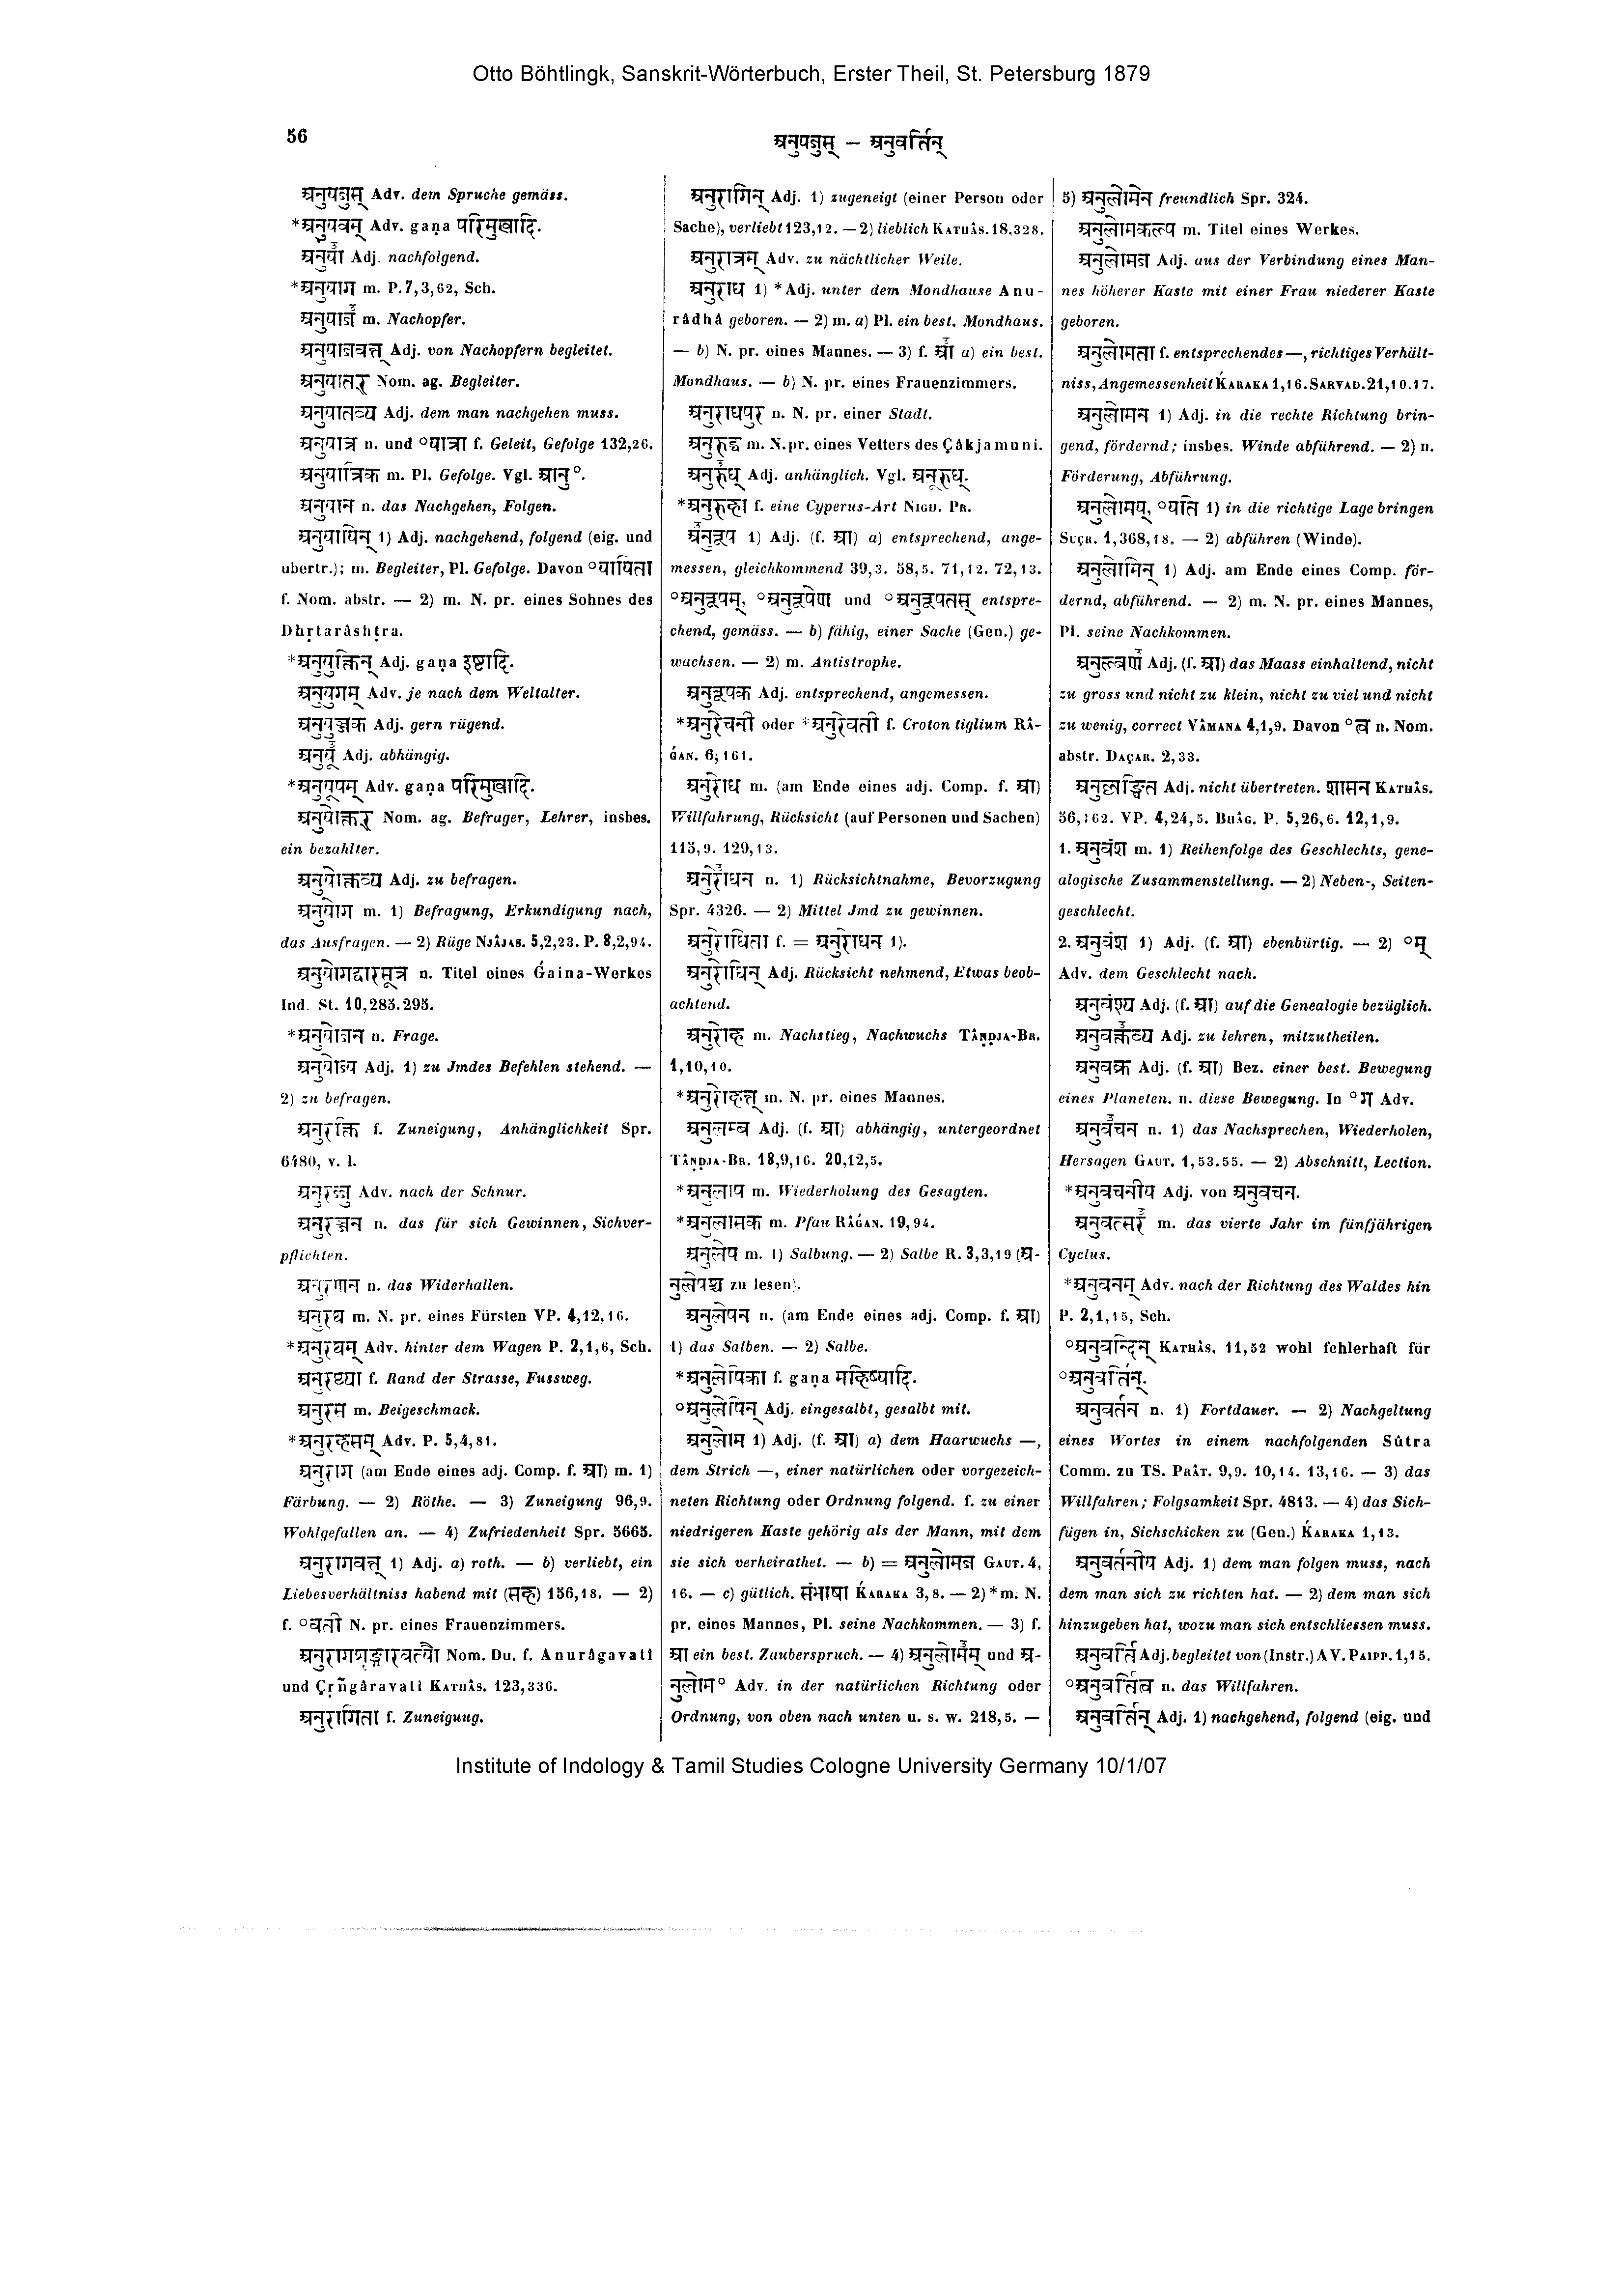 Otto Böhtlingk, Sanskrit-Wörterbuch, Erster Theil, St. Petersburg 1879
56
अनुयजुस् — अनुवर्तिन्
अनुयजुस् Adv. dem Spruche gemäss.
*अनुयवम् Adv. gaṇa परिमुखादि.
अनुया Adj. nachfolgend.
*अनुयाग m. P. 7,3,62, Sch.
अनुयाज m. Nachopfer.
अनुयाजवत् Adj. von Nachopfern begleitet.
अनुयातर् Nom. ag. Begleiter.
अनुयातव्य Adj. dem man nachgehen muss.
अनुयात्र n. und °यात्रा f. Geleit, Gefolge 132,26.
अनुयात्रिक m. Pl. Gefolge. Vgl. आनु°.
अनुयान n. das Nachgehen, Folgen.
अनुयायिन् 1) Adj. nachgehend, folgend (eig. und
übertr.); m. Begleiter, Pl. Gefolge. Davon °यायिता
f. Nom. abstr. — 2) m. N. pr. eines Sohnes des
Dhṛtarâshṭra.
*अनुयुक्तिन् Adj. gaṇa इष्टादि.
अनुयुगम् Adv. je nach dem Weltalter.
अनुयुञ्जक Adj. gern rügend.
अनुयू Adj. abhängig.
*अनुयूपम् Adv. gaṇa परिमुखादि.
अनुयोक्तर् Nom. ag. Befrager, Lehrer, insbes.
ein bezahlter.
अनुयोक्तव्य Adj. zu befragen.
अनुयोग m. 1) Befragung, Erkundigung nach,
das Ausfragen. — 2) Rüge Njâjas. 5,2,23. P. 8,2,94.
अनुयोगद्वारसूत्र n. Titel eines Ǵaina-Werkes
Ind. St. 10,283.295.
*अनुयोजन n. Frage.
अनुयोज्य Adj. 1) zu Jmdes Befehlen stehend. —
2) zu befragen.
अनुरक्ति f. Zuneigung, Anhänglichkeit Spr.
6480, v. l.
अनुरज्जु Adv. nach der Schnur.
अनुरञ्जन n. das für sich Gewinnen, Sichver-
pflichten.
अनुरणन n. das Widerhallen.
अनुरथ m. N. pr. eines Fürsten VP. 4,12,16.
*अनुरथम् Adv. hinter dem Wagen P. 2,1,6, Sch.
अनुरथ्या f. Rand der Strasse, Fussweg.
अनुरस m. Beigeschmack.
*अनुरहसम् Adv. P. 5,4,81.
अनुराग (am Ende eines adj. Comp. f. आ) m. 1)
Färbung. — 2) Röthe. — 3) Zuneigung 96,9.
Wohlgefallen an. — 4) Zufriedenheit Spr. 5665.
अनुरागवत् 1) Adj. a) roth. — b) verliebt, ein
Liebesverhältniss habend mit (सह) 156,18. — 2)
f. °वती N. pr. eines Frauenzimmers.
अनुरागशृङ्गारवत्यौ Nom. Du. f. Anurâgavatî
und Çṛn̄gâravatî Kathâs. 123,336.
अनुरागिता f. Zuneigung.
अनुरागिन् Adj. 1) zugeneigt (einer Person oder
Sache), verliebt 123,12. — 2) lieblich Kathâs. 18,328.
अनुरात्रम् Adv. zu nächtlicher Weile.
अनुराध 1) *Adj. unter dem Mondhause Anu-
râdhâ geboren. — 2) m. a) Pl. ein best. Mondhaus.
— b) N. pr. eines Mannes. — 3) f. आ a) ein best.
Mondhaus. — b) N. pr. eines Frauenzimmers.
अनुराधपुर n. N. pr. einer Stadt.
अनुरुद्ध m. N. pr. eines Vetters des Çâkjamuni.
अनुरुध् Adj. anhänglich. Vgl. अनूरुध्.
*अनुरुहा f. eine Cyperus-Art Nigh. Pr.
अनुरूप 1) Adj. (f. आ) a) entsprechend, ange-
messen, gleichkommend 39,3. 58,5. 71,12. 72,13.
°अनुरूपम्, °अनुरूपेण und °अनुरूपतस् entspre-
chend, gemäss. — b) fähig, einer Sache (Gen.) ge-
wachsen. — 2) m. Antistrophe.
अनुरूपक Adj. entsprechend, angemessen.
*अनुरेचनी oder *अनुरेवती f. Croton tiglium Râ-
ǵan. 6,161.
अनुरोध m. (am Ende eines adj. Comp. f. आ)
Willfahrung, Rücksicht (auf Personen und Sachen)
115,9. 129,13.
अनुरोधन n. 1) Rücksichtnahme, Bevorzugung
Spr. 4326. — 2) Mittel Jmd zu gewinnen.
अनुरोधिता f. = अनुरोधन 1).
अनुरोधिन् Adj. Rücksicht nehmend, Etwas beob-
achtend.
अनुरोह m. Nachstieg, Nachwuchs Tâṇḍja-Br.
1,10,10.
*अनुरोहत् m. N. pr. eines Mannes.
अनुलम्ब Adj. (f. आ) abhängig, untergeordnet
Tâṇḍja-Br. 18,9,16. 20,12,5.
*अनुलाप m. Wiederholung des Gesagten.
*अनुलासक m. Pfau Râǵan. 19,94.
अनुलेप m. 1) Salbung. — 2) Salbe R. 3,3,19 (अ-
नुलेपश्च zu lesen).
अनुलेपन n. (am Ende eines adj. Comp. f. आ)
1) das Salben. — 2) Salbe.
*अनुलेपिका f. gaṇa महिष्यादि.
°अनुलेपिन् Adj. eingesalbt, gesalbt mit.
अनुलोम 1) Adj. (f. आ) a) dem Haarwuchs —,
dem Strich —, einer natürlichen oder vorgezeich-
neten Richtung oder Ordnung folgend. f. zu einer
niedrigeren Kaste gehörig als der Mann, mit dem
sie sich verheirathet. — b) = अनुलोमज Gaut. 4,
16. — c) gütlich. संभाषा Ḱaraka 3,8. — 2) *m. N.
pr. eines Mannes, Pl. seine Nachkommen. — 3) f.
आ ein best. Zauberspruch. — 4) अनुलोमम् und अ-
नुलोम° Adv. in der natürlichen Richtung oder
Ordnung, von oben nach unten u. s. w. 218,5. —
5) अनुलोमेन freundlich Spr. 324.
अनुलोमकल्प m. Titel eines Werkes.
अनुलोमज Adj. aus der Verbindung eines Man-
nes höherer Kaste mit einer Frau niederer Kaste
geboren.
अनुलोमता f. entsprechendes —, richtiges Verhält-
niss, Angemessenheit Ḱaraka 1,16. Sarvad. 21,10.17.
अनुलोमन 1) Adj. in die rechte Richtung brin-
gend, fördernd; insbes. Winde abführend. — 2) n.
Förderung, Abführung.
अनुलोमय्, °यति 1) in die richtige Lage bringen
Suçr. 1,368,18. — 2) abführen (Winde).
अनुलोमिन् 1) Adj. am Ende eines Comp. för-
dernd, abführend. — 2) m. N. pr. eines Mannes,
Pl. seine Nachkommen.
अनुल्बण Adj. (f. आ) das Maass einhaltend, nicht
zu gross und nicht zu klein, nicht zu viel und nicht
zu wenig, correct Vâmana 4,1,9. Davon °त्व n. Nom.
abstr. Daçar. 2,33.
अनुल्लङ्घित Adj. nicht übertreten. शासन Kathâs.
56,162. VP. 4,24,5. Bhâg. P. 5,26,6. 12,1,9.
1. अनुवंश m. 1) Reihenfolge des Geschlechts, gene-
alogische Zusammenstellung. — 2) Neben-, Seiten-
geschlecht.
2. अनुवंश 1) Adj. (f. आ) ebenbürtig. — 2) °म्
Adv. dem Geschlecht nach.
अनुवंश्य Adj. (f. आ) auf die Genealogie bezüglich.
अनुवक्तव्य Adj. zu lehren, mitzutheilen.
अनुवक्र Adj. (f. आ) Bez. einer best. Bewegung
eines Planeten. n. diese Bewegung. In °ग Adv.
अनुवचन n. 1) das Nachsprechen, Wiederholen,
Hersagen Gaut. 1,53.55. — 2) Abschnitt, Lection.
*अनुवचनीय Adj. von अनुवचन.
अनुवत्सर m. das vierte Jahr im fünfjährigen
Cyclus.
*अनुवनम् Adv. nach der Richtung des Waldes hin
P. 2,1,15, Sch.
°अनुवन्दिन् Kathâs. 11,52 wohl fehlerhaft für
°अनुवर्तिन्.
अनुवर्तन n. 1) Fortdauer. — 2) Nachgeltung
eines Wortes in einem nachfolgenden Sûtra
Comm. zu TS. Prât. 9,9. 10,14. 13,16. — 3) das
Willfahren; Folgsamkeit Spr. 4813. — 4) das Sich-
fügen in, Sichschicken zu (Gen.) Ḱaraka 1,13.
अनुवर्तनीय Adj. 1) dem man folgen muss, nach
dem man sich zu richten hat. — 2) dem man sich
hinzugeben hat, wozu man sich entschliessen muss.
अनुवर्ति Adj. begleitet von (Instr.) AV. Paipp. 1,15.
°अनुवर्तित्व n. das Willfahren.
अनुवर्तिन् Adj. 1) nachgehend, folgend (eig. und
Institute of Indology & Tamil Studies Cologne University Germany 10/1/07